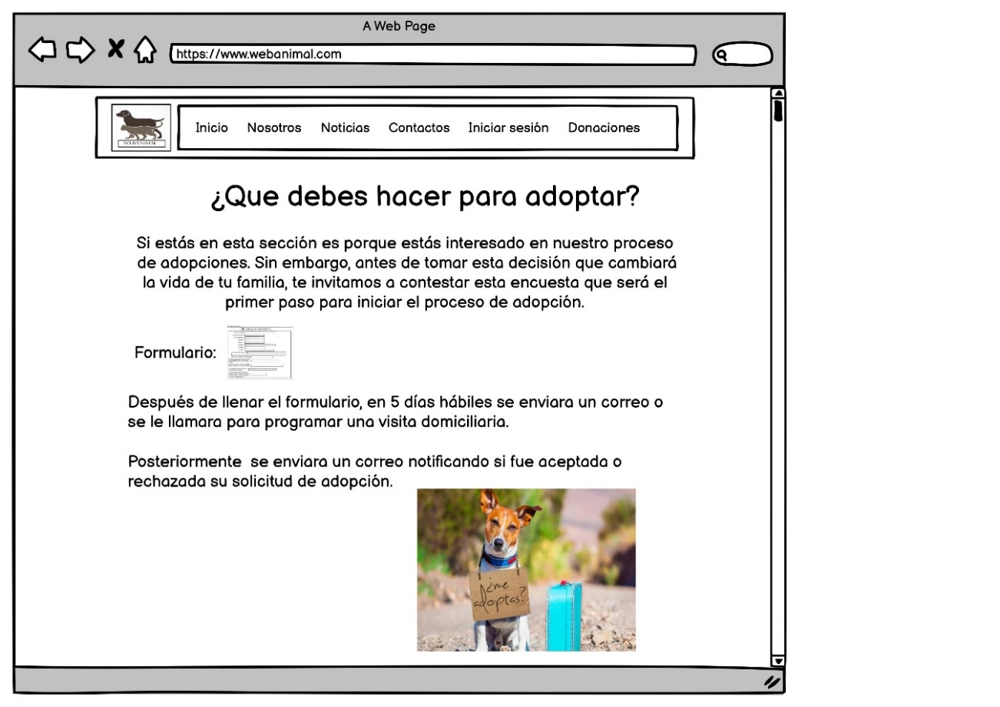 A Web Page
https://www.webanimal.com
WEBANIMAL
Inicio Nosotros Noticias Contactos Iniciar sesión Donaciones
¿Que debes hacer para adoptar?
Si estás en esta sección es porque estás interesado en nuestro proceso
de adopciones. Sin embargo, antes de tomar esta decisión que cambiará
la vida de tu familia, te invitamos a contestar esta encuesta que será el
primer paso para iniciar el proceso de adopción.
Formulario:
Después de llenar el formulario, en 5 días hábiles se enviara un correo o
se le llamara para programar una visita domiciliaria.
Posteriormente se enviara un correo notificando si fue aceptada o
rechazada su solicitud de adopción.
¿me
adoptas?